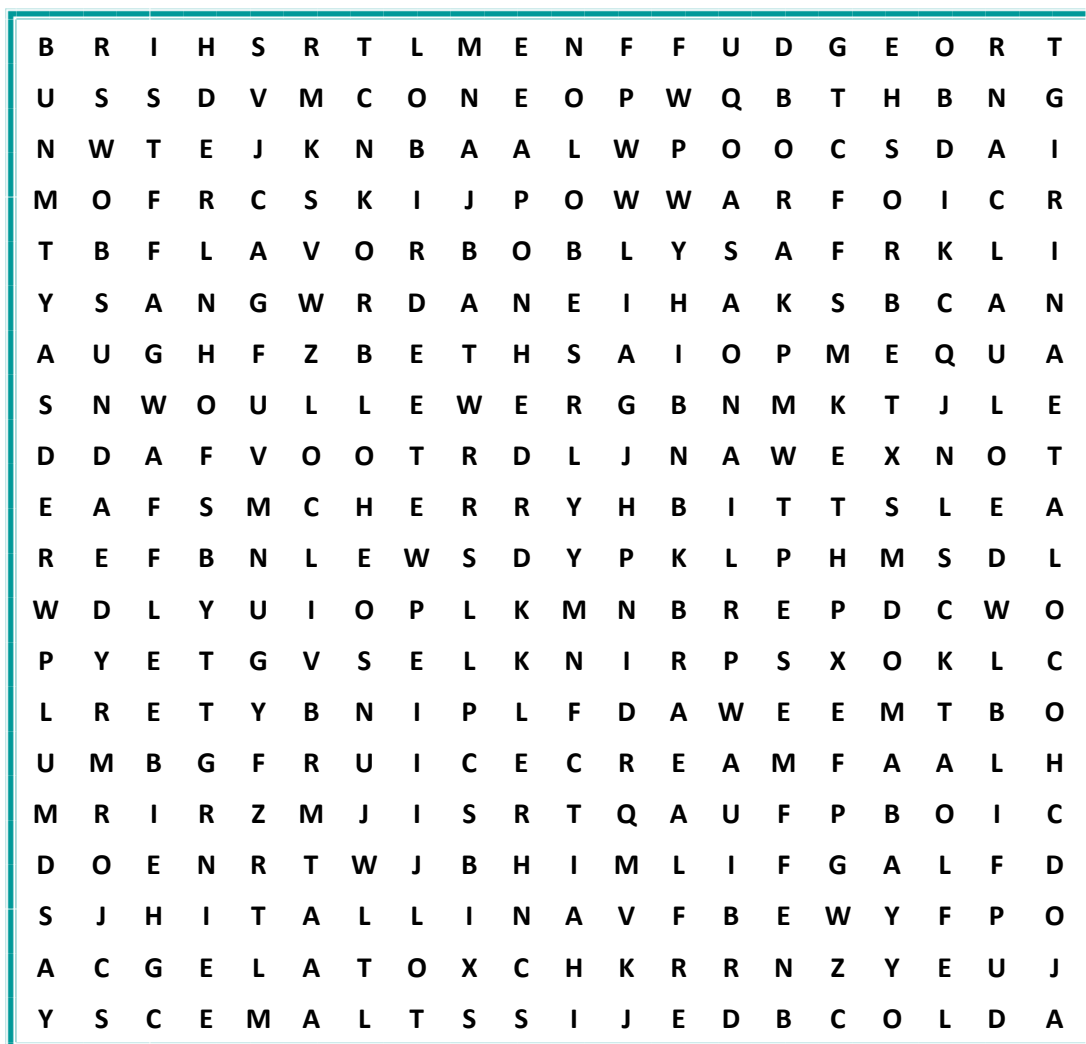 B R I H S R T L M E N F F U D G E O R T
U S S D V M C O N E O P W Q B T H B N G
N W T E J K N B A A L W P O O C S D A I
M O F R C S K I J P O W W A R F O I C R
T B F L A V O R B O B L Y S A F R K L I
Y S A N G W R D A N E I H A K S B C A N
A U G H F Z B E T H S A I O P M E Q U A
S N W O U L L E W E R G B N M K T J L E
D D A F V O O T R D L J N A W E X N O T
E A F S M C H E R R Y H B I T T S L E A
R E F B N L E W S D Y P K L P H M S D L
W D L Y U I O P L K M N B R E P D C W O
P Y E T G V S E L K N I R P S X O K L C
L R E T Y B N I P L F D A W E E M T B O
U M B G F R U I C E C R E A M F A A L H
M R I R Z M J I S R T Q A U F P B O I C
D O E N R T W J B H I M L I F G A L F D
S J H I T A L L I N A V F B E W Y F P O
A C G E L A T O X C H K R R N Z Y E U J
Y S C E M A L T S S I J E D B C O L D A